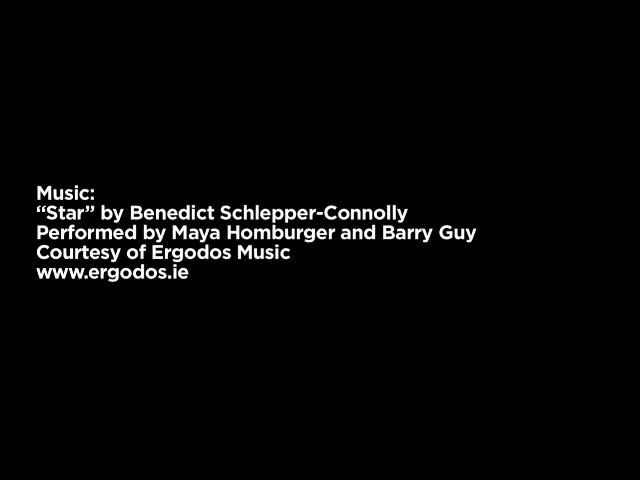 Music:
“Star” by Benedict Schlepper-Connolly
Performed by Maya Homburger and Barry Guy
Courtesy of Ergodos Music
www.ergodos.ie